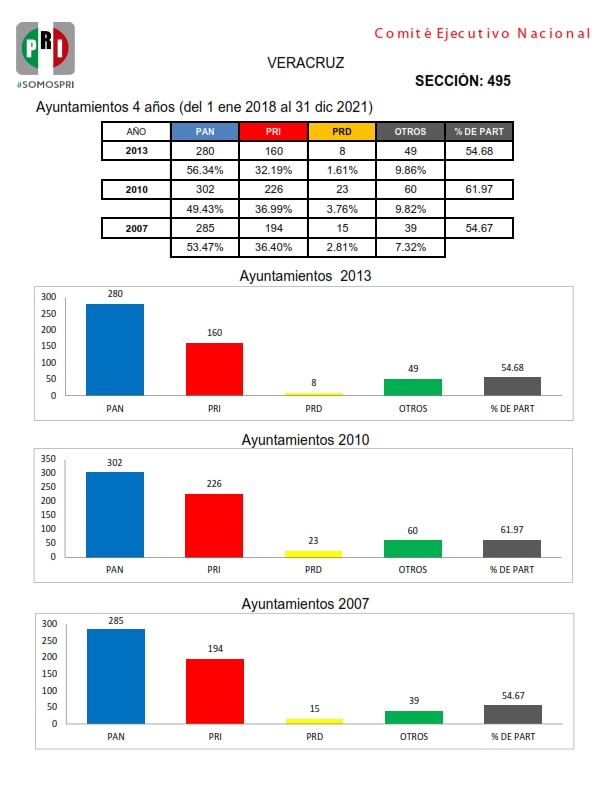 PRI
#SOMOSPRI
Comité Ejecutivo Nacional
VERACRUZ
SECCIÓN: 495
Ayuntamientos 4 años (del 1 ene 2018 al 31 dic 2021)
AÑO PAN PRI PRD OTROS % DE PART
2013 280 160 8 49 54.68
56.34% 32.19% 1.61% 9.86%
2010 302 226 23 60 61.97
49.43% 36.99% 3.76% 9.82%
2007 285 194 15 39 54.67
53.47% 36.40% 2.81% 7.32%
Ayuntamientos 2013
300
250
200
150
100
50
0
280
160
8
49
54.68
PAN PRI PRD OTROS % DE PART
Ayuntamientos 2010
350
300
250
200
150
100
50
0
302
226
23
60
61.97
PAN PRI PRD OTROS % DE PART
Ayuntamientos 2007
300
250
200
150
100
50
0
285
194
15
39
54.67
PAN PRI PRD OTROS % DE PART